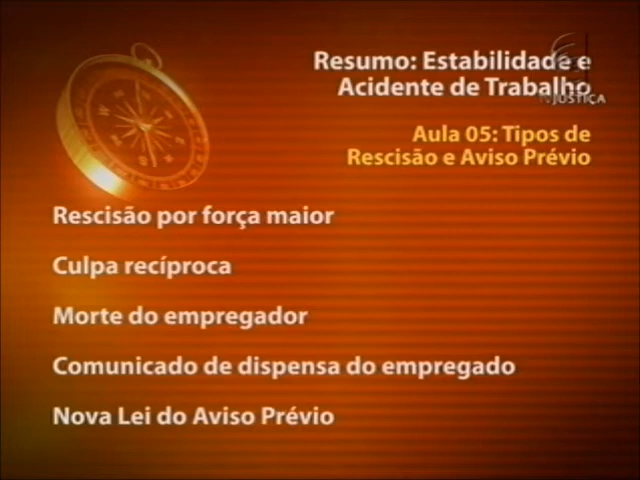 Resumo: Estabilidade e
Acidente de Trabalho
JUSTIÇA
Aula 05: Tipos de
Rescisão e Aviso Prévio
Rescisão por força maior
Culpa recíproca
Morte do empregador
Comunicado de dispensa do empregado
Nova Lei do Aviso Prévio